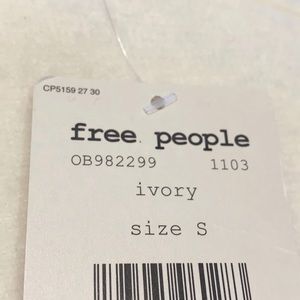 CP5159 27 30
free people
OB982299 1103
ivory
size S